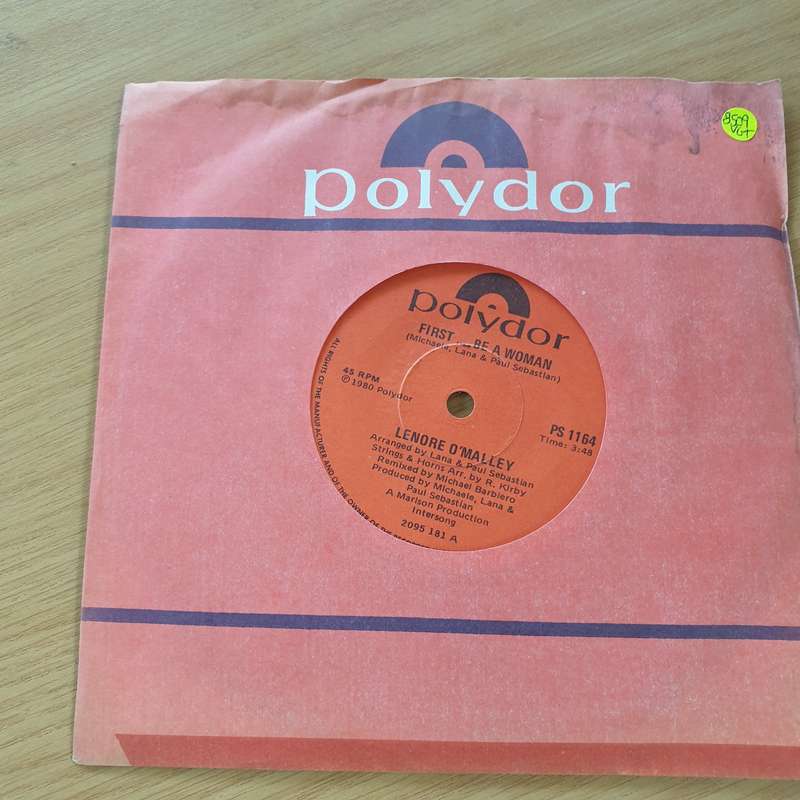 polydor
8509
VG+
polydor
FIRST BE A WOMAN
(Michaele, Lana & Paul Sebastian)
45 RPM
℗ 1980 Polydor
PS 1164
Time: 3:48
LENORE O'MALLEY
Arranged by Lana & Paul Sebastian
Strings & Horns Arr. by R. Kirby
Remixed by Michael Barbiero
Produced by Michaele, Lana &
Paul Sebastian
A Marlson Production
Intersong
2095 181 A
ALL RIGHTS OF THE MANUFACTURER AND OF THE OWNER OF THE